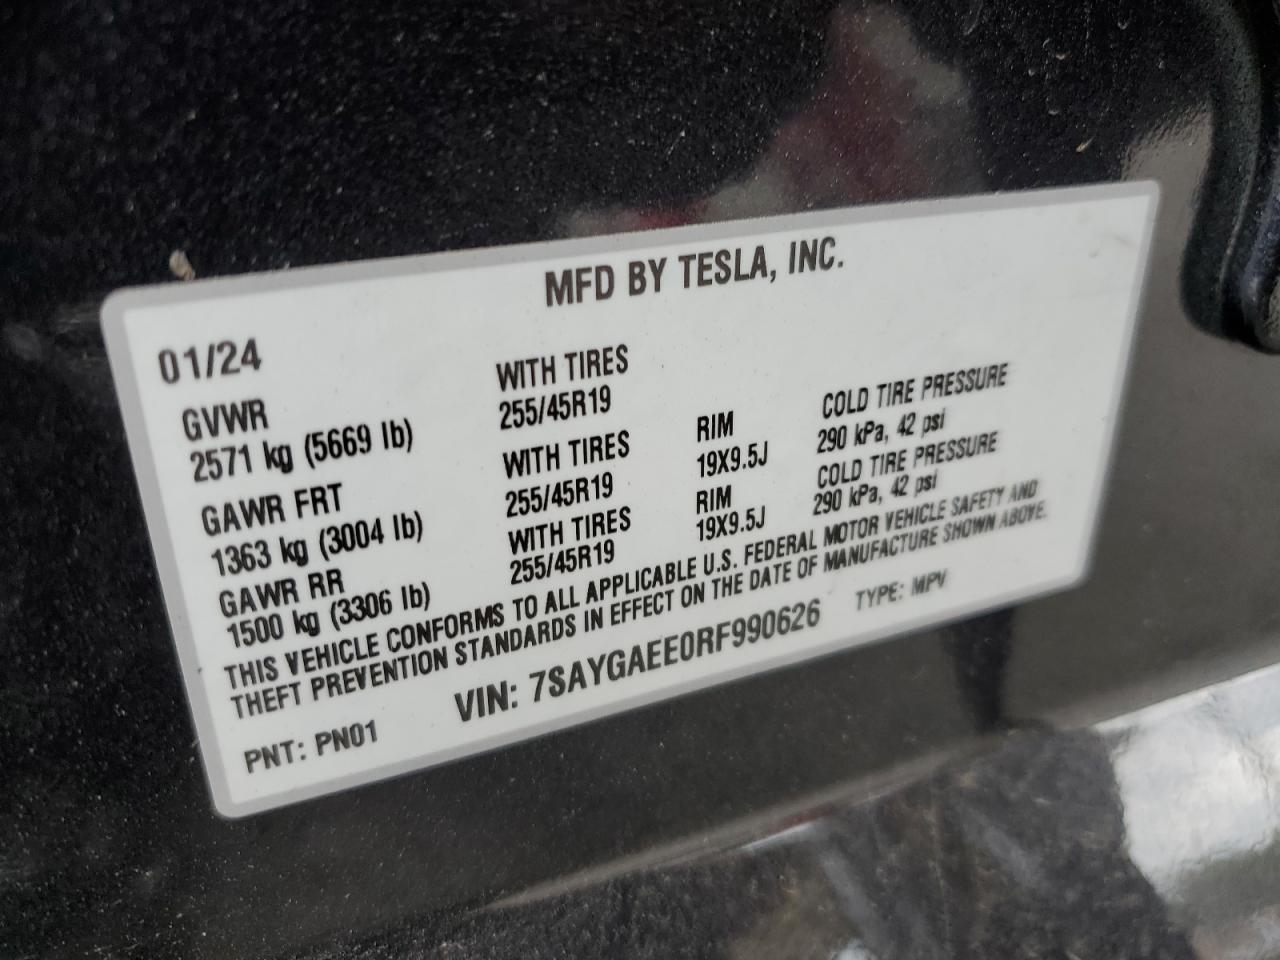 MFD BY TESLA, INC.
01/24
GVWR
2571 kg (5669 lb)
WITH TIRES
255/45R19
GAWR FRT
1363 kg (3004 lb)
WITH TIRES
255/45R19
RIM
19X9.5J
COLD TIRE PRESSURE
290 kPa, 42 psi
GAWR RR
1500 kg (3306 lb)
WITH TIRES
255/45R19
RIM
19X9.5J
COLD TIRE PRESSURE
290 kPa, 42 psi
THIS VEHICLE CONFORMS TO ALL APPLICABLE U.S. FEDERAL MOTOR VEHICLE SAFETY AND
THEFT PREVENTION STANDARDS IN EFFECT ON THE DATE OF MANUFACTURE SHOWN ABOVE.
PNT: PN01 VIN: 7SAYGAEE0RF990626 TYPE: MPV